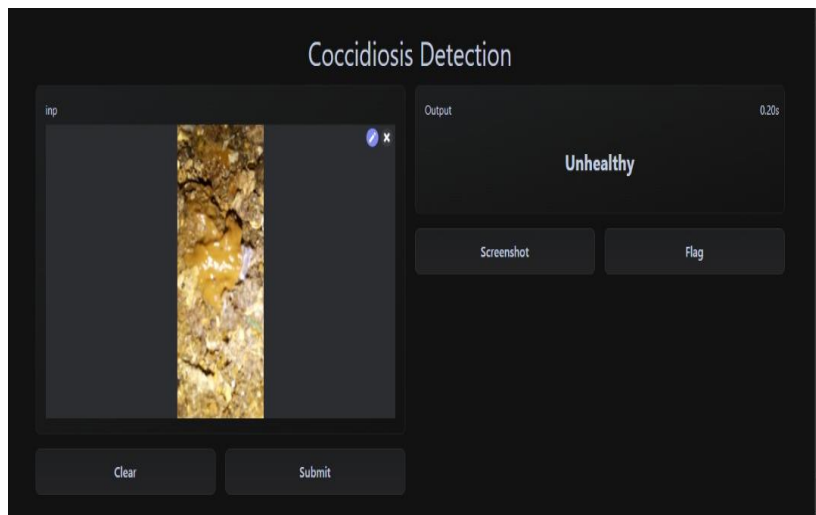 Coccidiosis Detection
inp
Output 0.20s
Unhealthy
Screenshot Flag
Clear Submit